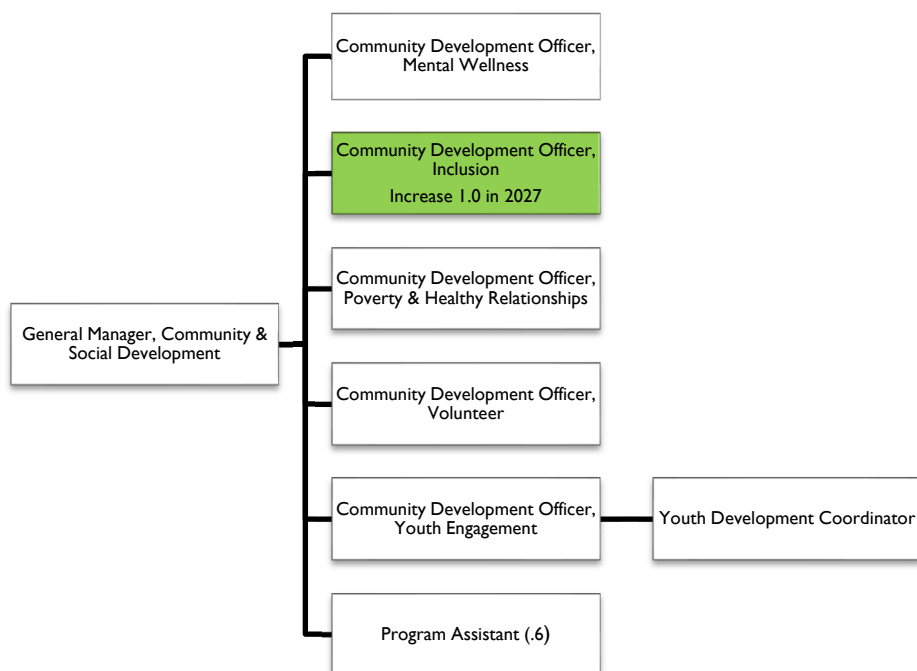 Community Development Officer,
Mental Wellness
Community Development Officer,
Inclusion
Increase 1.0 in 2027
Community Development Officer,
Poverty & Healthy Relationships
General Manager, Community &
Social Development
Community Development Officer,
Volunteer
Community Development Officer,
Youth Engagement
Youth Development Coordinator
Program Assistant (.6)